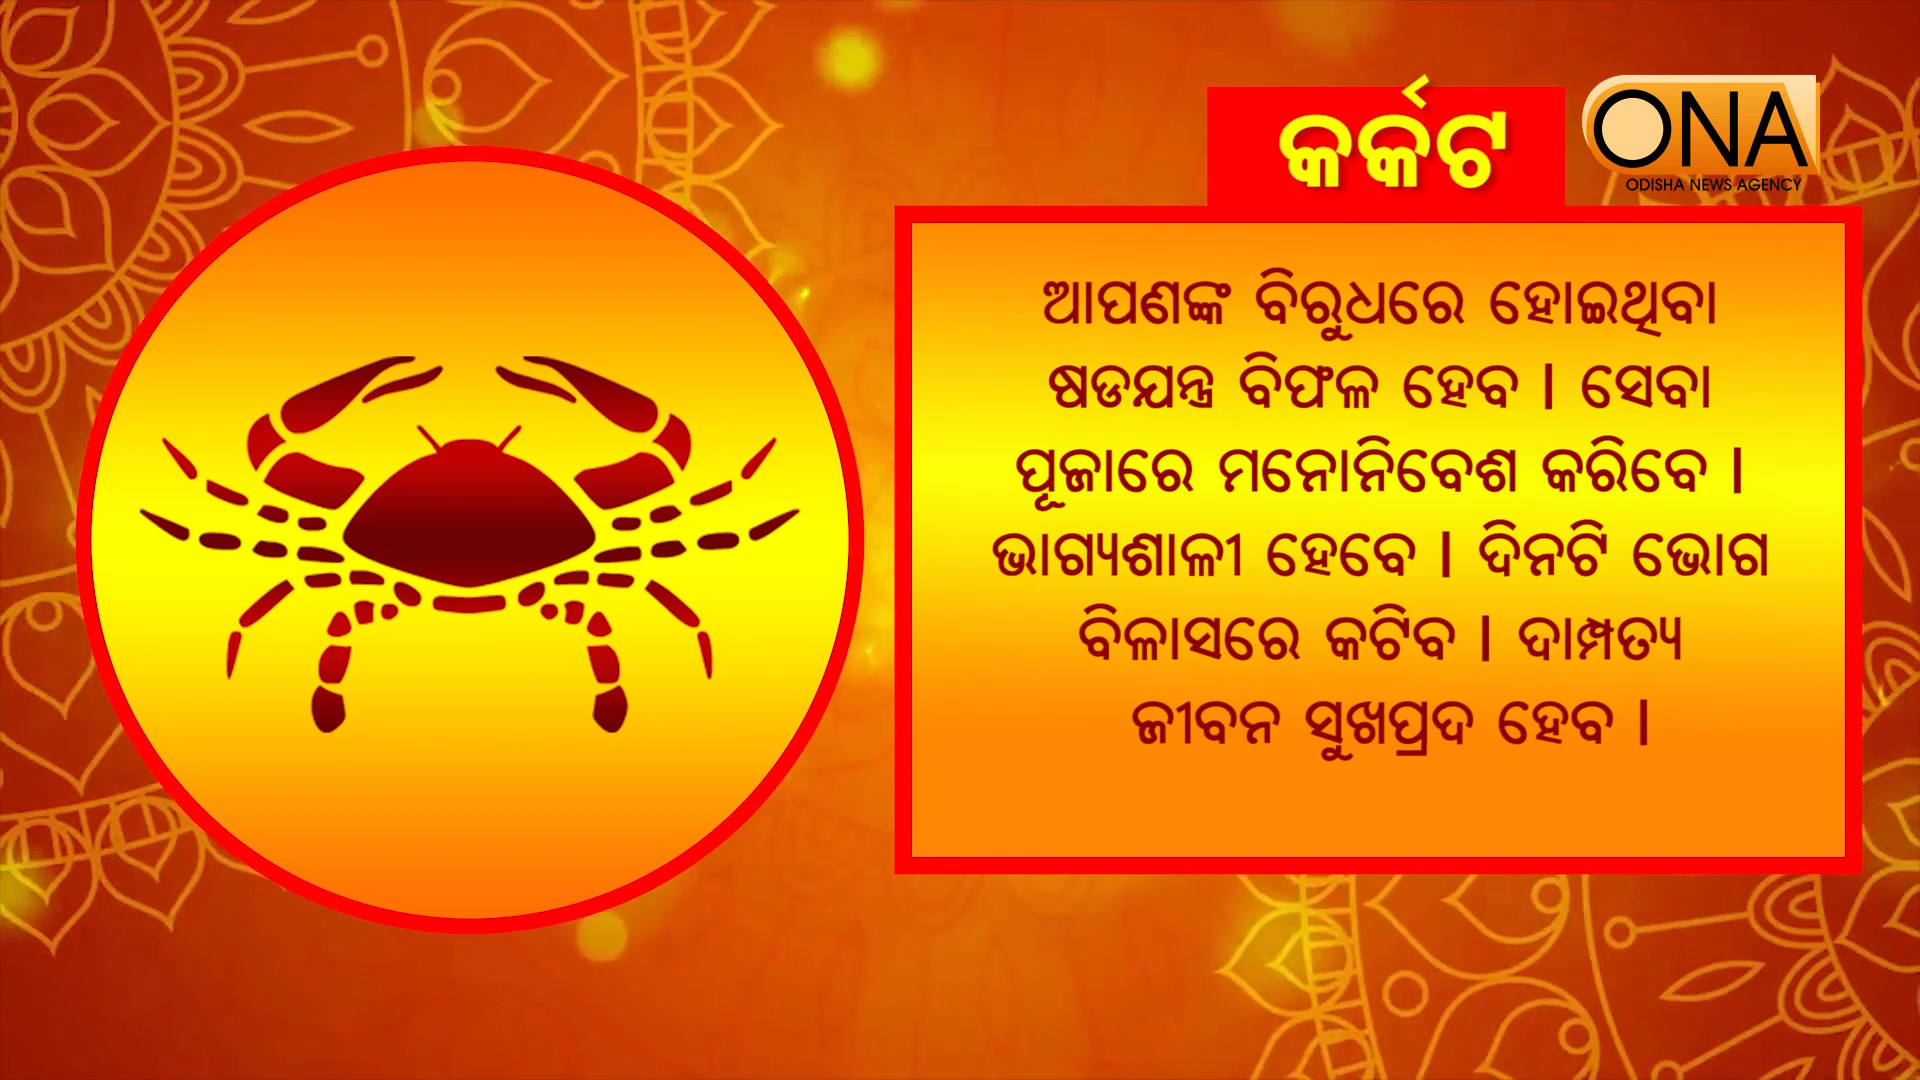 କର୍କଟ
ONA
ODISHA NEWS AGENCY
ଆପଣଙ୍କ ବିରୁଧରେ ହୋଇଥିବା
ଷଡଯନ୍ତ୍ର ବିଫଳ ହେବ | ସେବା
ପୂଜାରେ ମନୋନିବେଶ କରିବେ |
ଭାଗ୍ୟଶାଳୀ ହେବେ | ଦିନଟି ଭୋଗ
ବିଳାସରେ କଟିବ | ଦାମ୍ପତ୍ୟ
ଜୀବନ ସୁଖପ୍ରଦ ହେବ |